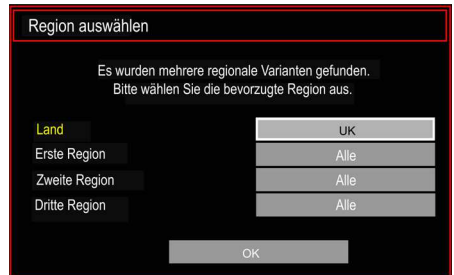 Region auswählen
Es wurden mehrere regionale Varianten gefunden.
Bitte wählen Sie die bevorzugte Region aus.
Land UK
Erste Region Alle
Zweite Region Alle
Dritte Region Alle
OK